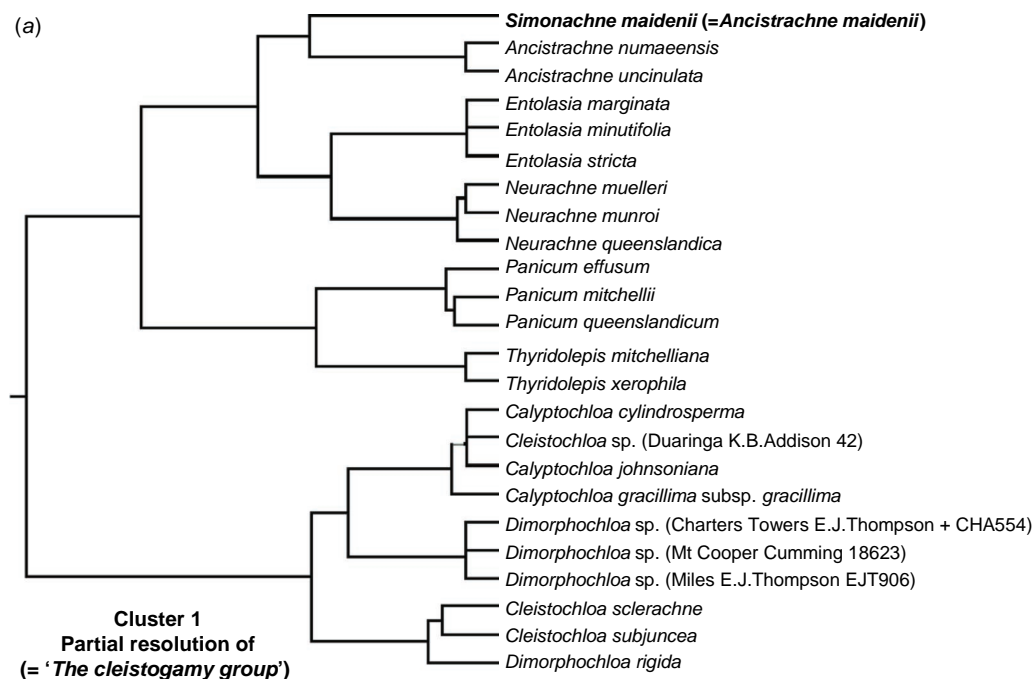 (a)
Simonachne maidenii (=Ancistrachne maidenii)
Ancistrachne numaeensis
Ancistrachne uncinulata
Entolasia marginata
Entolasia minutifolia
Entolasia stricta
Neurachne muelleri
Neurachne munroi
Neurachne queenslandica
Panicum effusum
Panicum mitchellii
Panicum queenslandicum
Thyridolepis mitchelliana
Thyridolepis xerophila
Calyptochloa cylindrosperma
Cleistochloa sp. (Duaringa K.B.Addison 42)
Calyptochloa johnsoniana
Calyptochloa gracillima subsp. gracillima
Dimorphochloa sp. (Charters Towers E.J.Thompson + CHA554)
Dimorphochloa sp. (Mt Cooper Cumming 18623)
Dimorphochloa sp. (Miles E.J.Thompson EJT906)
Cleistochloa sclerachne
Cleistochloa subjuncea
Dimorphochloa rigida
Cluster 1
Partial resolution of
(= ‘The cleistogamy group’)